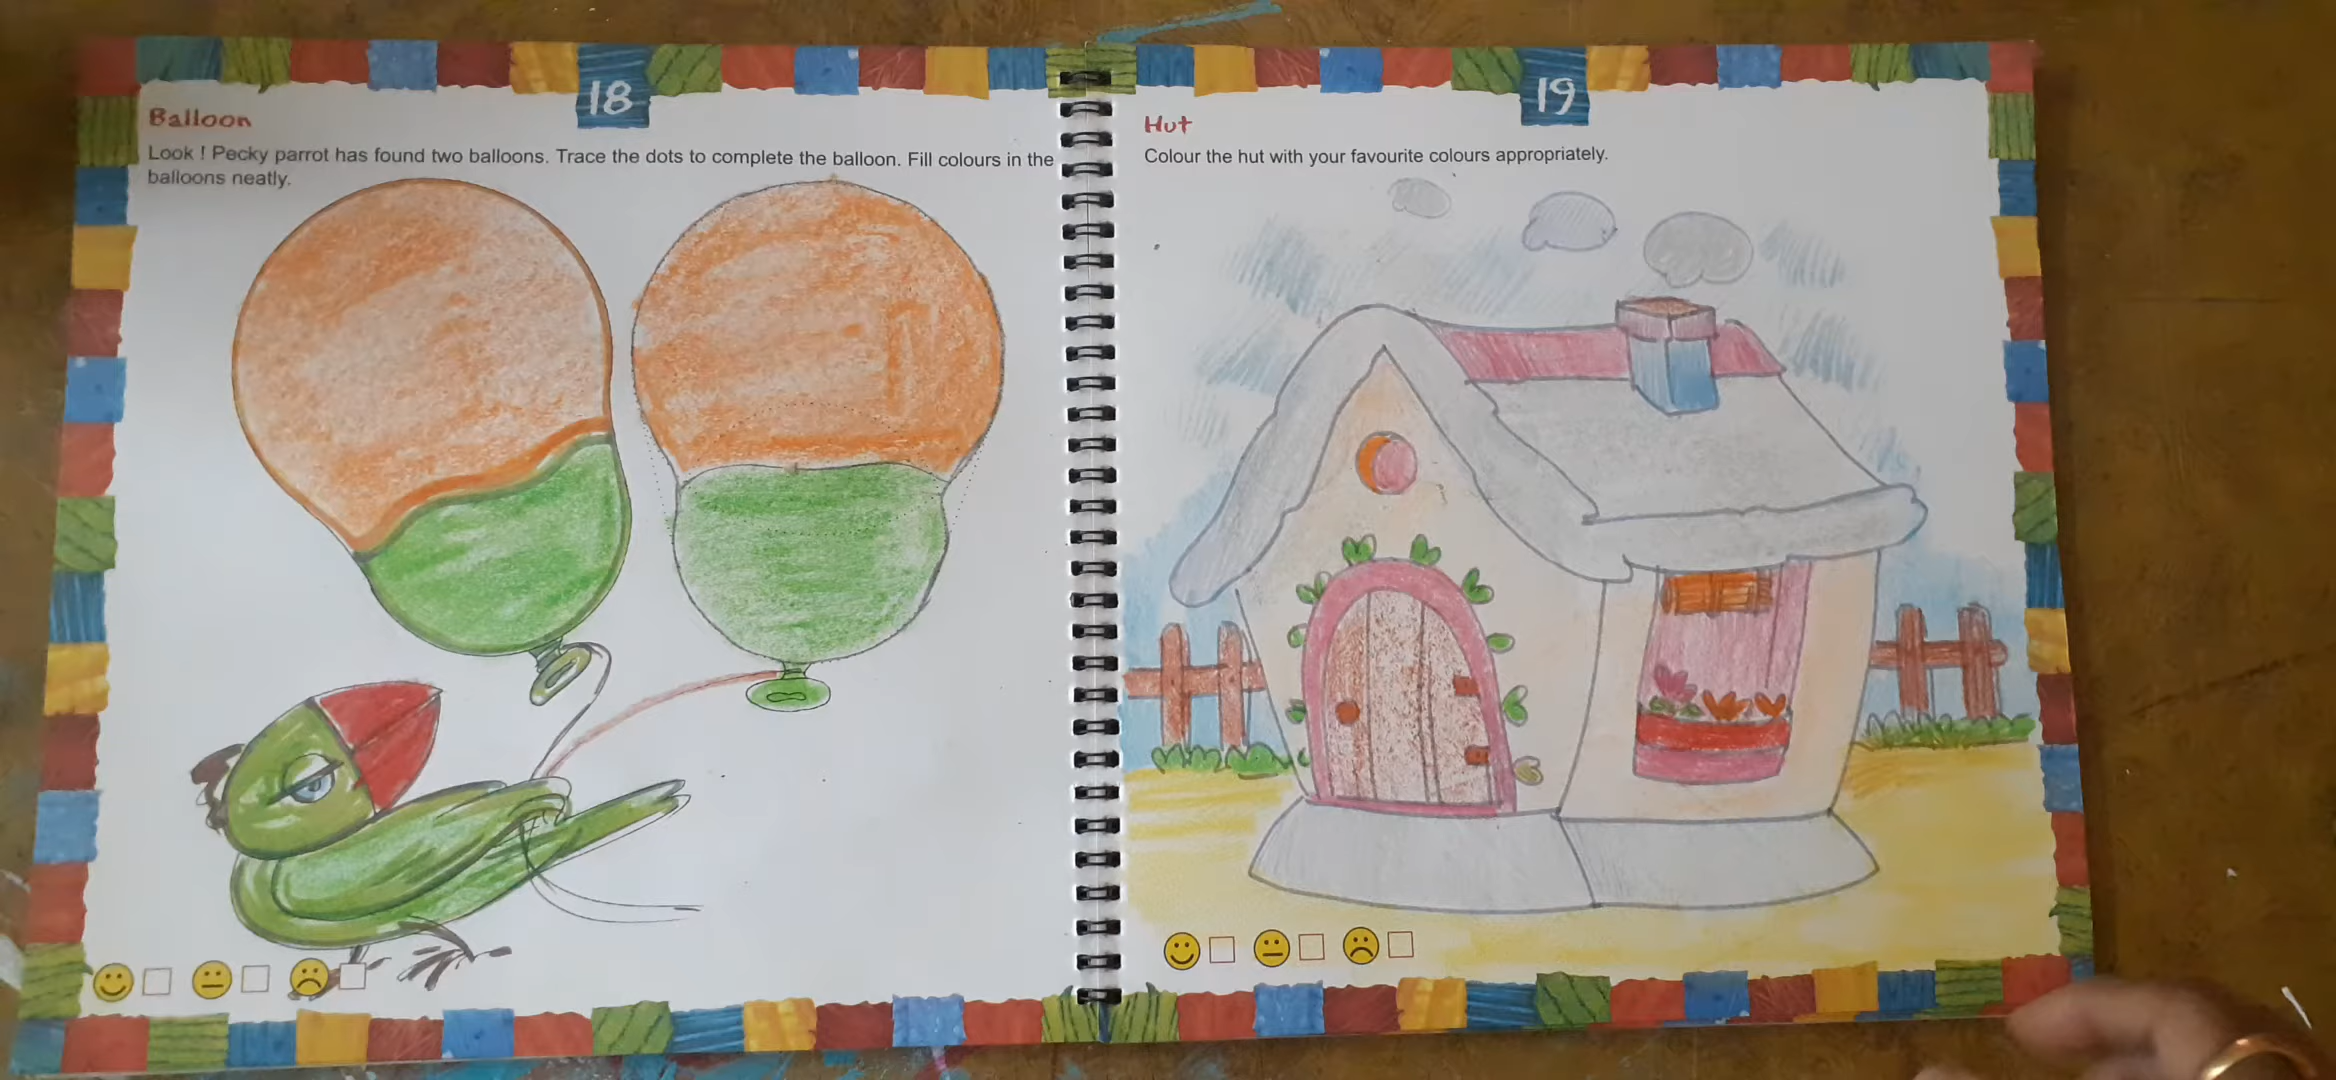 18
Balloon
Look ! Pecky parrot has found two balloons. Trace the dots to complete the balloon. Fill colours in the
balloons neatly.
19
Hut
Colour the hut with your favourite colours appropriately.